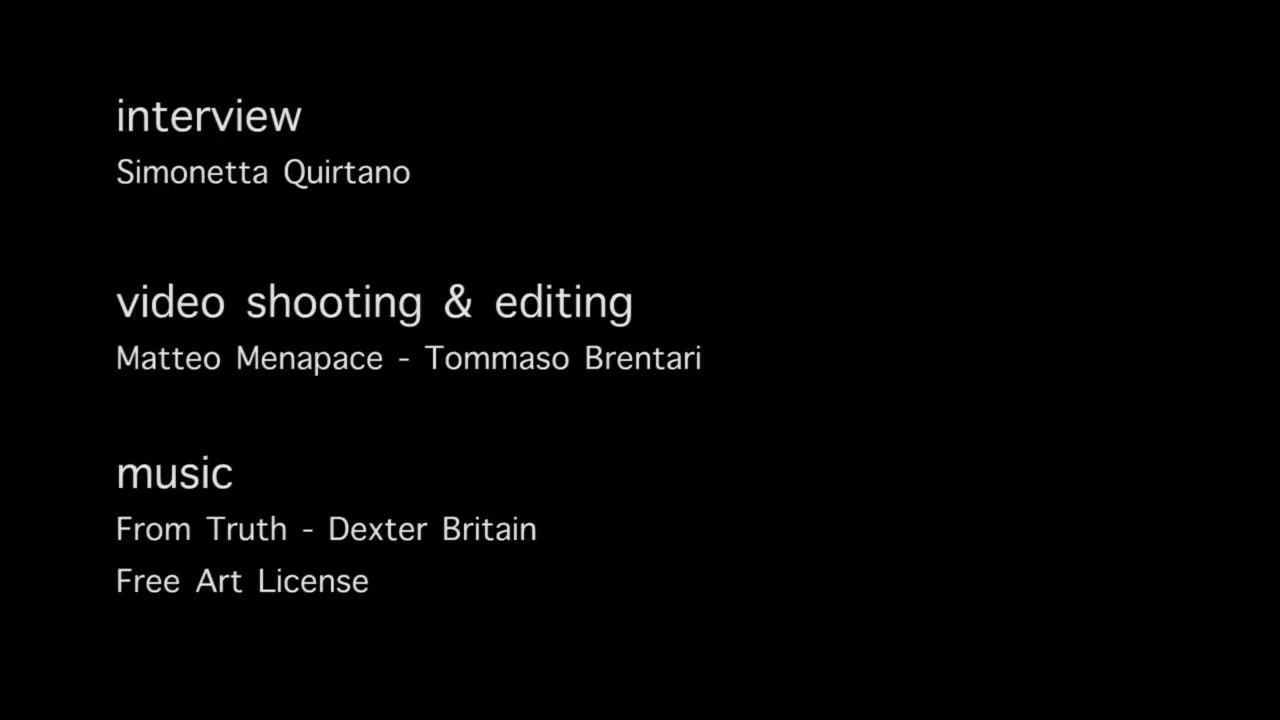 interview
Simonetta Quirtano
video shooting & editing
Matteo Menapace - Tommaso Brentari
music
From Truth - Dexter Britain
Free Art License